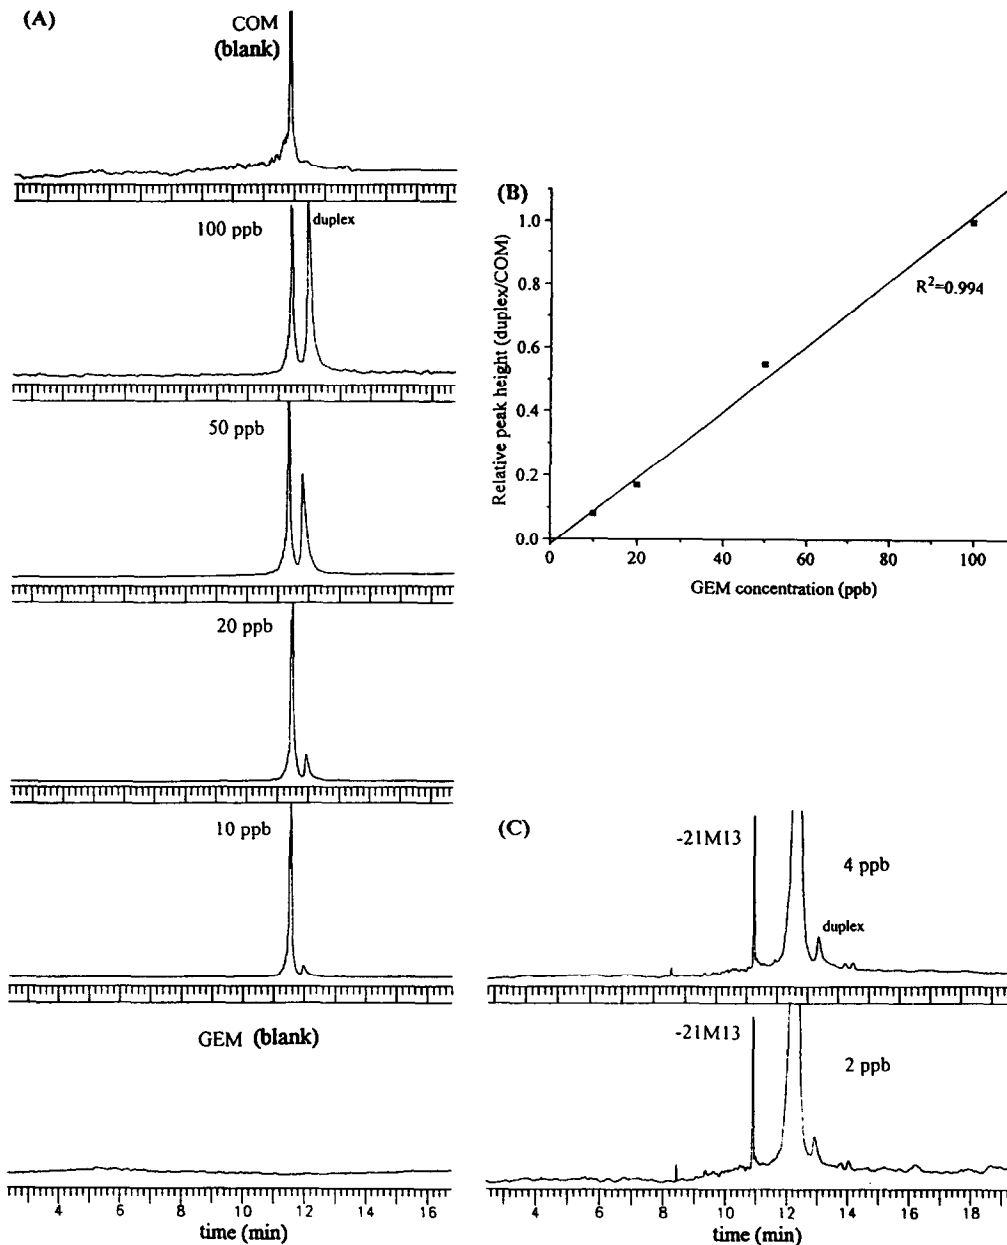 (A)
COM
(blank)
100 ppb
duplex
50 ppb
20 ppb
10 ppb
GEM (blank)
4 6 8 10 12 14 16
time (min)
(B)
1.0
0.8
0.6
0.4
0.2
0.0
Relative peak height (duplex/COM)
R²=0.994
0 20 40 60 80 100
GEM concentration (ppb)
(C)
-21M13
4 ppb
duplex
-21M13
2 ppb
4 6 8 10 12 14 16 18
time (min)